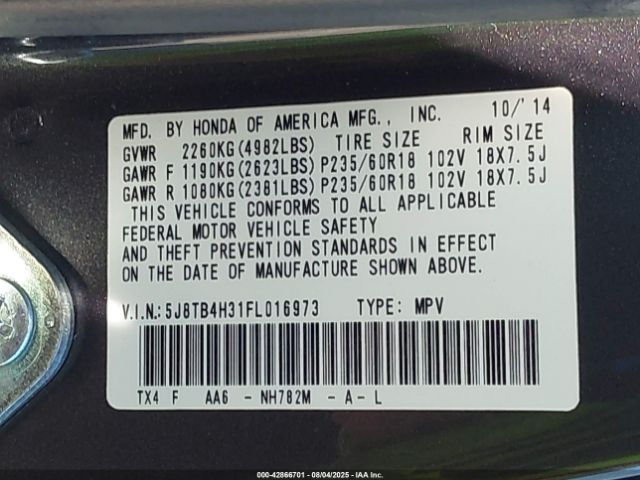 MFD. BY HONDA OF AMERICA MFG., INC. 10/'14
GVWR 2260KG(4982LBS) TIRE SIZE RIM SIZE
GAWR F 1190KG(2623LBS)P235/60R18 102V 18X7.5J
GAWR R 1080KG(2381LBS)P235/60R18 102V 18X7.5J
THIS VEHICLE CONFORMS TO ALL APPLICABLE
FEDERAL MOTOR VEHICLE SAFETY
AND THEFT PREVENTION STANDARDS IN EFFECT
ON THE DATE OF MANUFACTURE SHOWN ABOVE.
V.I.N.:5J8TB4H31FL016973 TYPE: MPV
TX4 F AA6 - NH782M - A - L
000-42866701 - 08/04/2025 - IAA Inc.